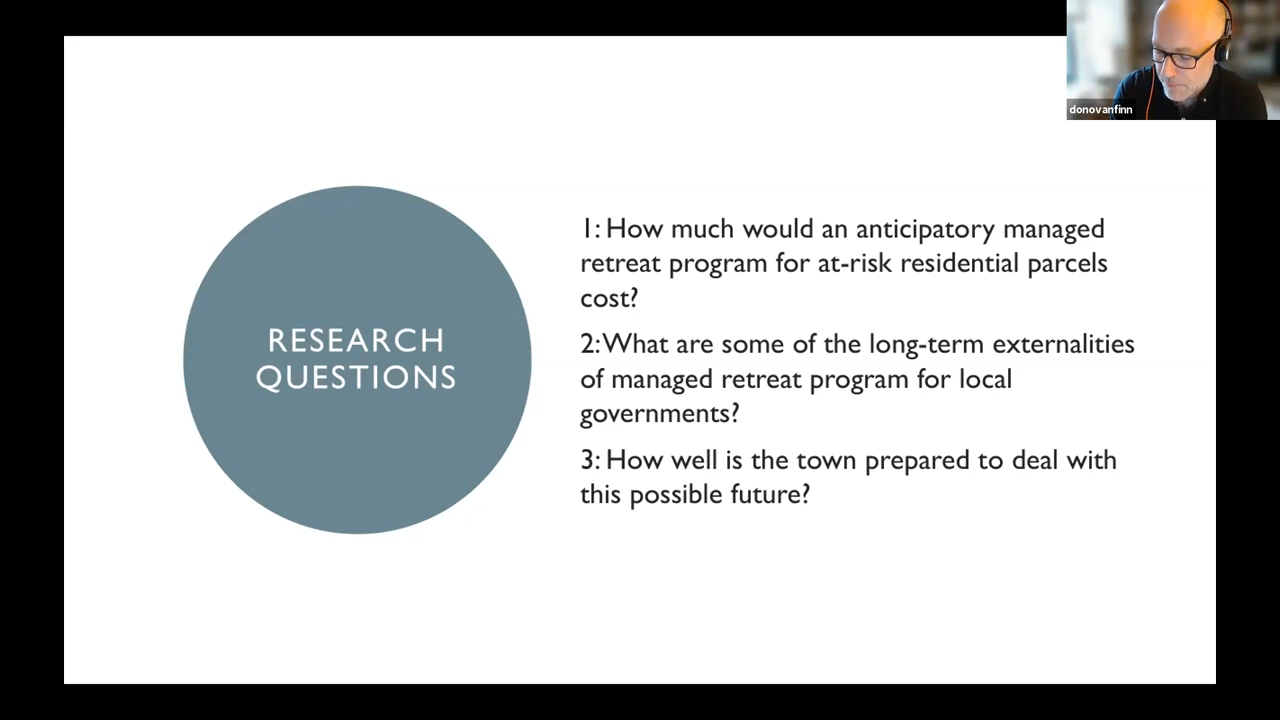 donovanfinn
RESEARCH
QUESTIONS
1: How much would an anticipatory managed
retreat program for at-risk residential parcels
cost?
2: What are some of the long-term externalities
of managed retreat program for local
governments?
3: How well is the town prepared to deal with
this possible future?